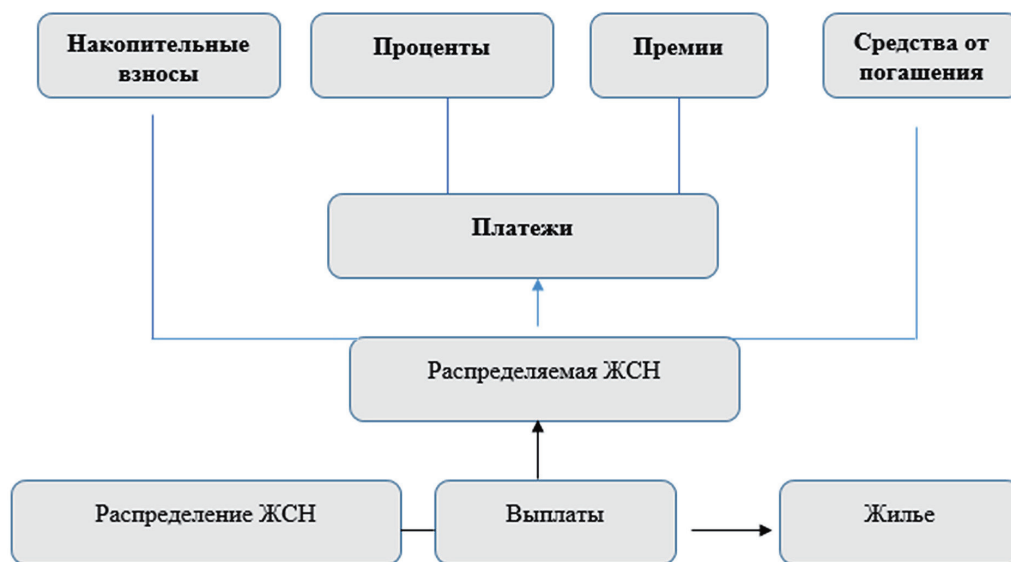 Накопительные
взносы
Проценты
Премии
Средства от
погашения
Платежи
Распределяемая ЖСН
Распределение ЖСН
Выплаты
Жилье